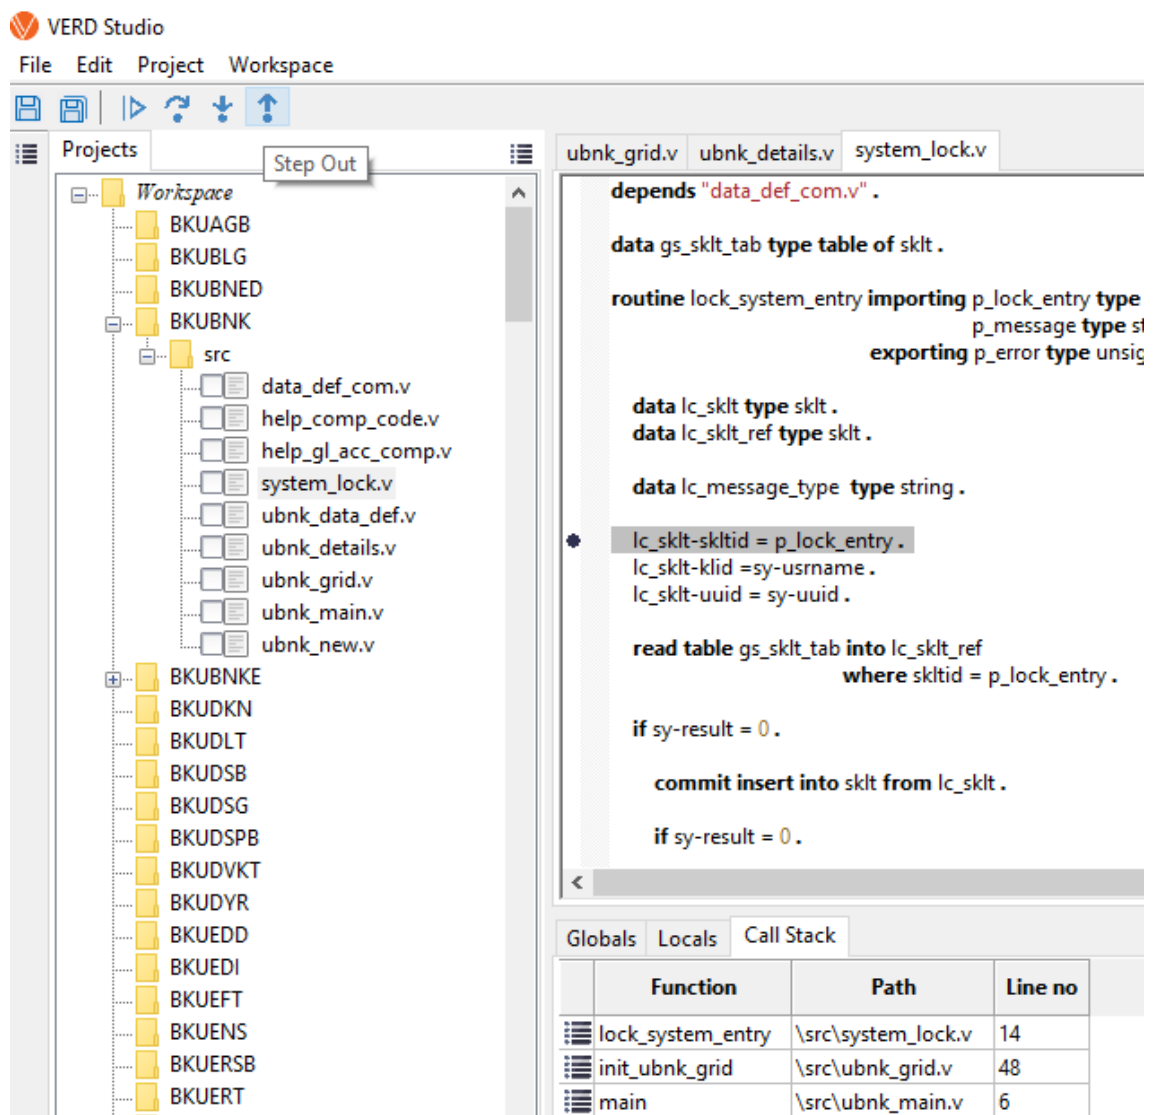 VERD Studio
File Edit Project Workspace
Projects
Step Out
Workspace
BKUAGB
BKUBLG
BKUBNED
BKUBNK
src
data_def_com.v
help_comp_code.v
help_gl_acc_comp.v
system_lock.v
ubnk_data_def.v
ubnk_details.v
ubnk_grid.v
ubnk_main.v
ubnk_new.v
BKUBNKE
BKUDKN
BKUDLT
BKUDSB
BKUDSG
BKUDSPB
BKUDVKT
BKUDYR
BKUEDD
BKUEDI
BKUEFT
BKUENS
BKUERSB
BKUERT
ubnk_grid.v ubnk_details.v system_lock.v
depends "data_def_com.v" .
data gs_sklt_tab type table of sklt .
routine lock_system_entry importing p_lock_entry type
p_message type st
exporting p_error type unsig
data lc_sklt type sklt .
data lc_sklt_ref type sklt .
data lc_message_type type string .
lc_sklt-skltid = p_lock_entry .
lc_sklt-klid =sy-usrname .
lc_sklt-uuid = sy-uuid .
read table gs_sklt_tab into lc_sklt_ref
where skltid = p_lock_entry .
if sy-result = 0 .
commit insert into sklt from lc_sklt .
if sy-result = 0 .
Globals Locals Call Stack
Function Path Line no
lock_system_entry \src\system_lock.v 14
init_ubnk_grid \src\ubnk_grid.v 48
main \src\ubnk_main.v 6